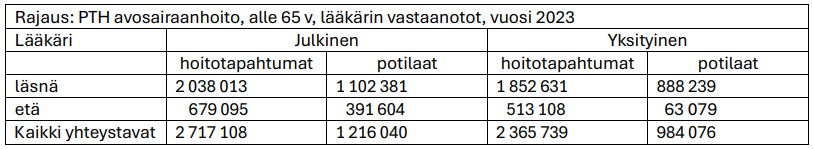 Rajaus: PTH avosairaanhoito, alle 65 v, lääkärin vastaanotot, vuosi 2023
Lääkäri Julkinen Yksityinen
hoitotapahtumat potilaat hoitotapahtumat potilaat
läsnä 2 038 013 1 102 381 1 852 631 888 239
etä 679 095 391 604 513 108 63 079
Kaikki yhteystavat 2 717 108 1 216 040 2 365 739 984 076